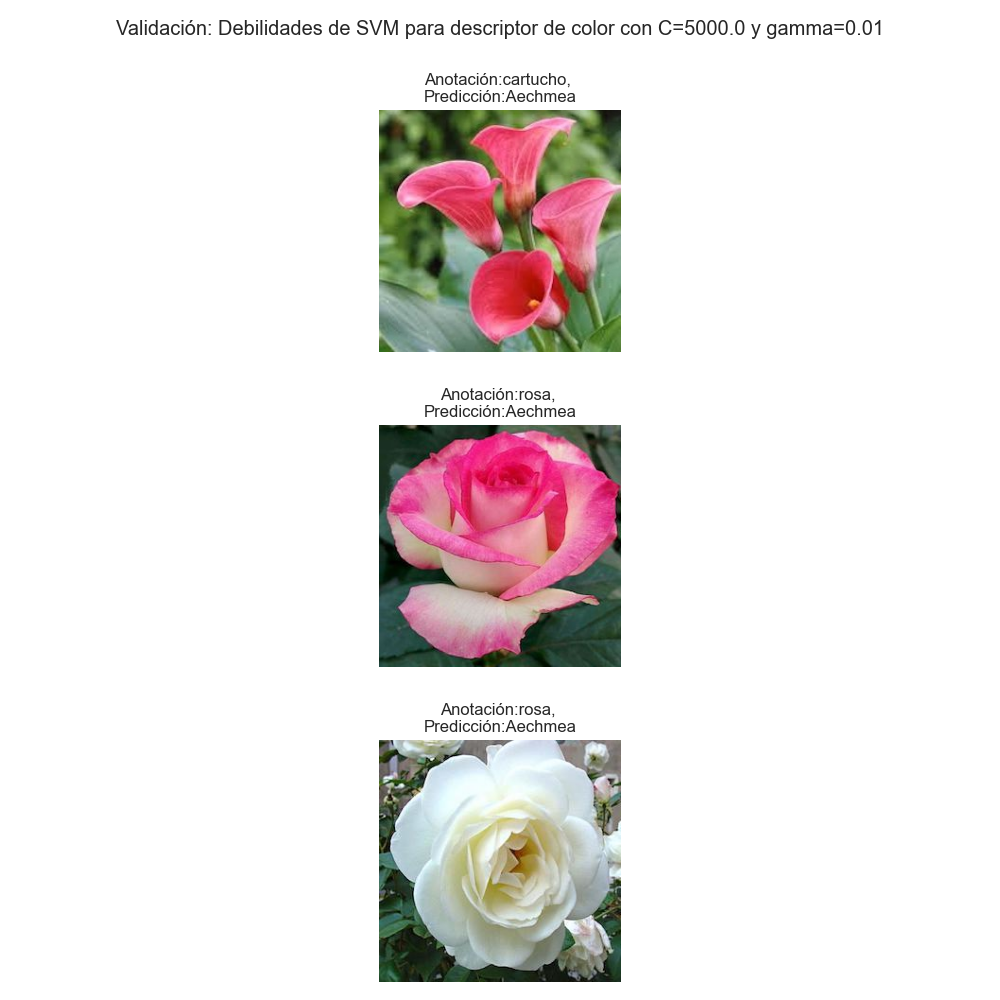 Validación: Debilidades de SVM para descriptor de color con C=5000.0 y gamma=0.01
Anotación:cartucho,
Predicción:Aechmea
Anotación:rosa,
Predicción:Aechmea
Anotación:rosa,
Predicción:Aechmea